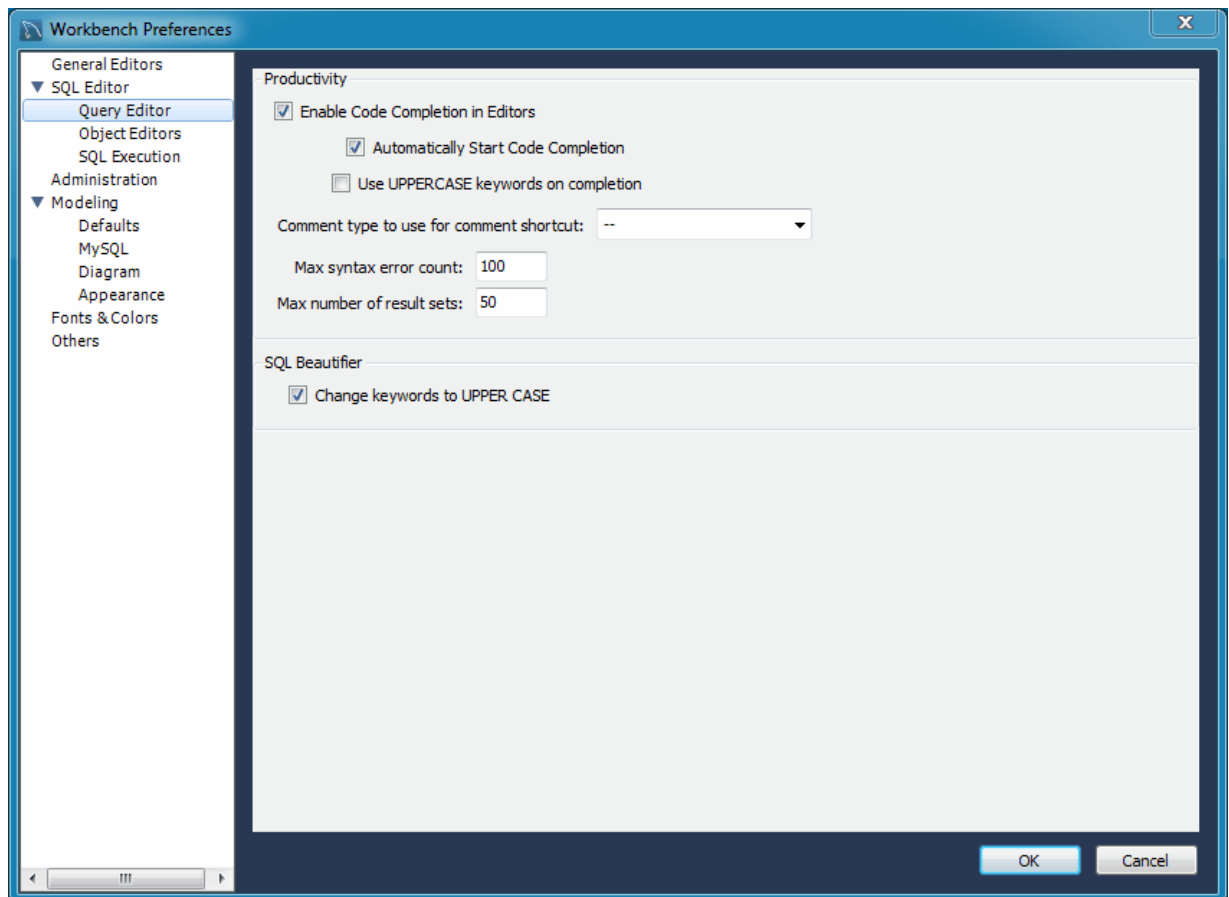 Workbench Preferences
General Editors
SQL Editor
Query Editor
Object Editors
SQL Execution
Administration
Modeling
Defaults
MySQL
Diagram
Appearance
Fonts & Colors
Others
Productivity
Enable Code Completion in Editors
Automatically Start Code Completion
Use UPPERCASE keywords on completion
Comment type to use for comment shortcut: --
Max syntax error count: 100
Max number of result sets: 50
SQL Beautifier
Change keywords to UPPER CASE
OK Cancel